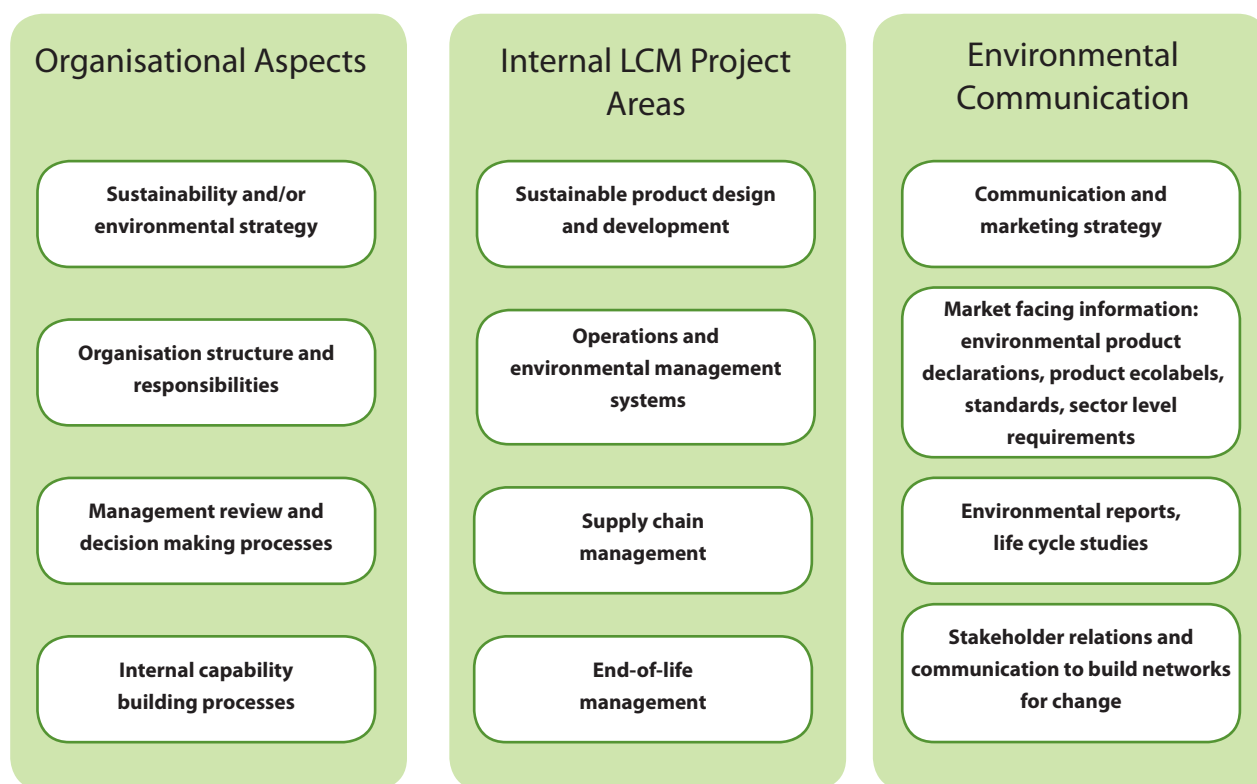 Organisational Aspects
Sustainability and/or
environmental strategy
Organisation structure and
responsibilities
Management review and
decision making processes
Internal capability
building processes
Internal LCM Project
Areas
Sustainable product design
and development
Operations and
environmental management
systems
Supply chain
management
End-of-life
management
Environmental
Communication
Communication and
marketing strategy
Market facing information:
environmental product
declarations, product ecolabels,
standards, sector level
requirements
Environmental reports,
life cycle studies
Stakeholder relations and
communication to build networks
for change